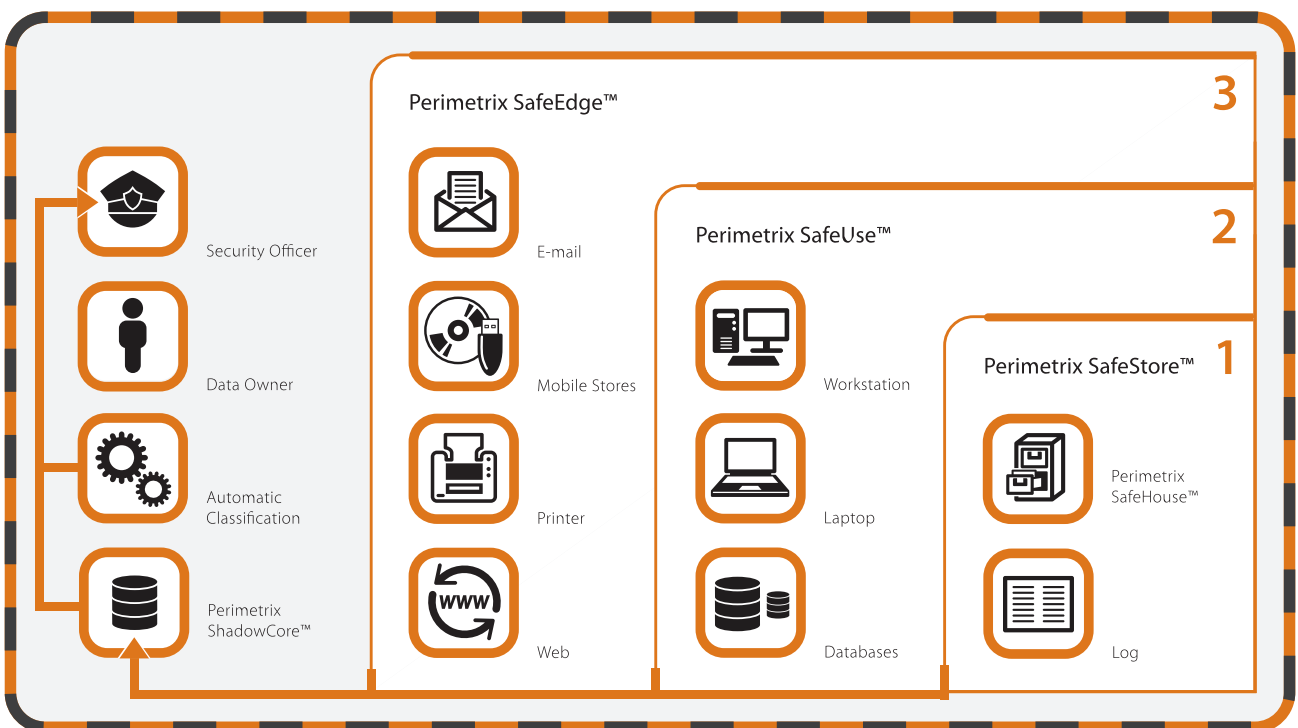 Perimetrix SafeEdge™
3
E-mail
Mobile Stores
Printer
WWW
Web
Perimetrix SafeUse™
2
Workstation
Laptop
Databases
Perimetrix SafeStore™
1
Perimetrix
SafeHouse™
Log
Security Officer
Data Owner
Automatic
Classification
Perimetrix
ShadowCore™